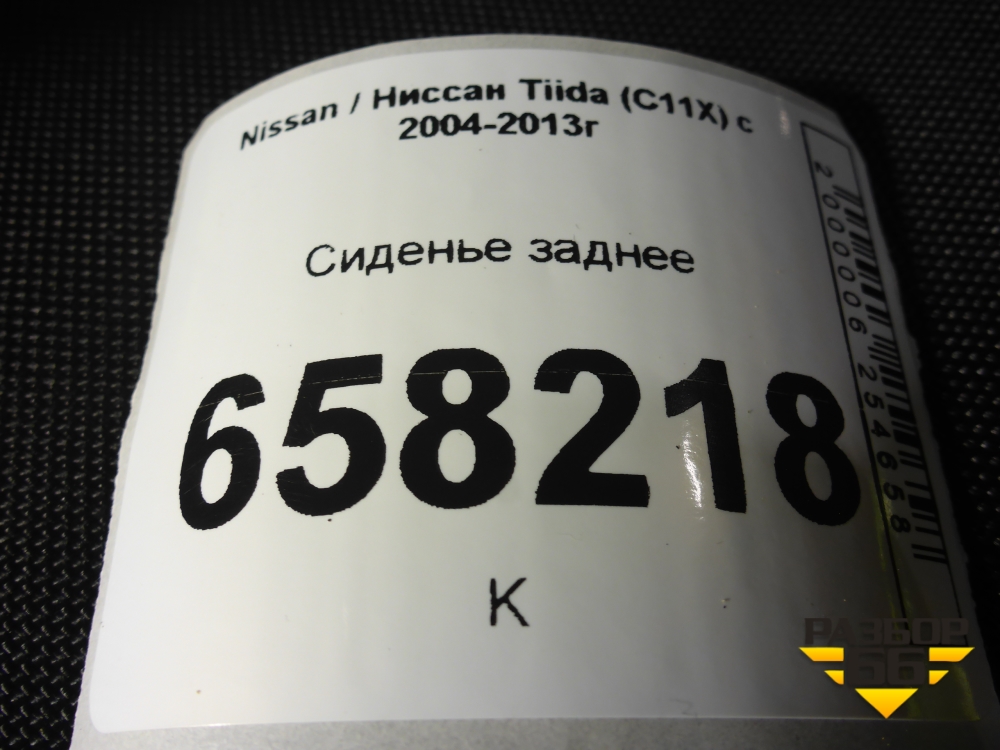 Nissan / Ниссан Tiida (C11X) с
2004-2013г
Сиденье заднее
658218
К
2000006254658
РАЗБОР
66